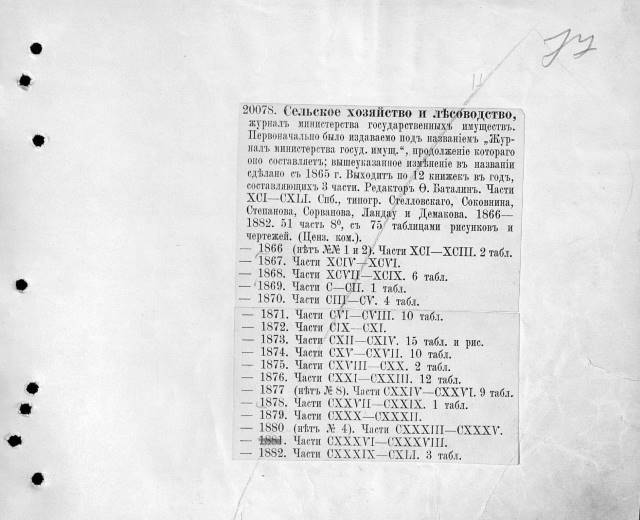 20078. Сельское хозяйство и лѣсоводство,
журналъ министерства государственныхъ имуществъ.
Первоначально было издаваемо подъ названіемъ „Жур-
налъ министерства госуд. имущ.“, продолженіе котораго
оно составляетъ; вышеуказанное измѣненіе въ названіи
сдѣлано съ 1865 г. Выходитъ по 12 книжекъ въ годъ,
составляющихъ 3 части. Редакторъ Ѳ. Баталинъ. Части
XCI—CXLI. Спб., типогр. Стелловскаго, Соковнина,
Степанова, Сорванова, Ландау и Демакова. 1866—
1882. 51 часть 8⁰, съ 75 таблицами рисунковъ и
чертежей. (Ценз. ком.).
— 1866 (нѣтъ №№ 1 и 2). Части XCI—XCIII. 2 табл.
— 1867. Части XCIV—XCVI.
— 1868. Части XCVII—XCIX. 6 табл.
— 1869. Части C—CII. 1 табл.
— 1870. Части CIII—CV. 4 табл.
— 1871. Части CVI—CVIII. 10 табл.
— 1872. Части CIX—CXI.
— 1873. Части CXII—CXIV. 15 табл. и рис.
— 1874. Части CXV—CXVII. 10 табл.
— 1875. Части CXVIII—CXX. 2 табл.
— 1876. Части CXXI—CXXIII. 12 табл.
— 1877 (нѣтъ № 8). Части CXXIV—CXXVI. 9 табл.
— 1878. Части CXXVII—CXXIX. 1 табл.
— 1879. Части CXXX—CXXXII.
— 1880 (нѣтъ № 4). Части CXXXIII—CXXXV.
— 1881. Части CXXXVI—CXXXVIII.
— 1882. Части CXXXIX—CXLI. 3 табл.